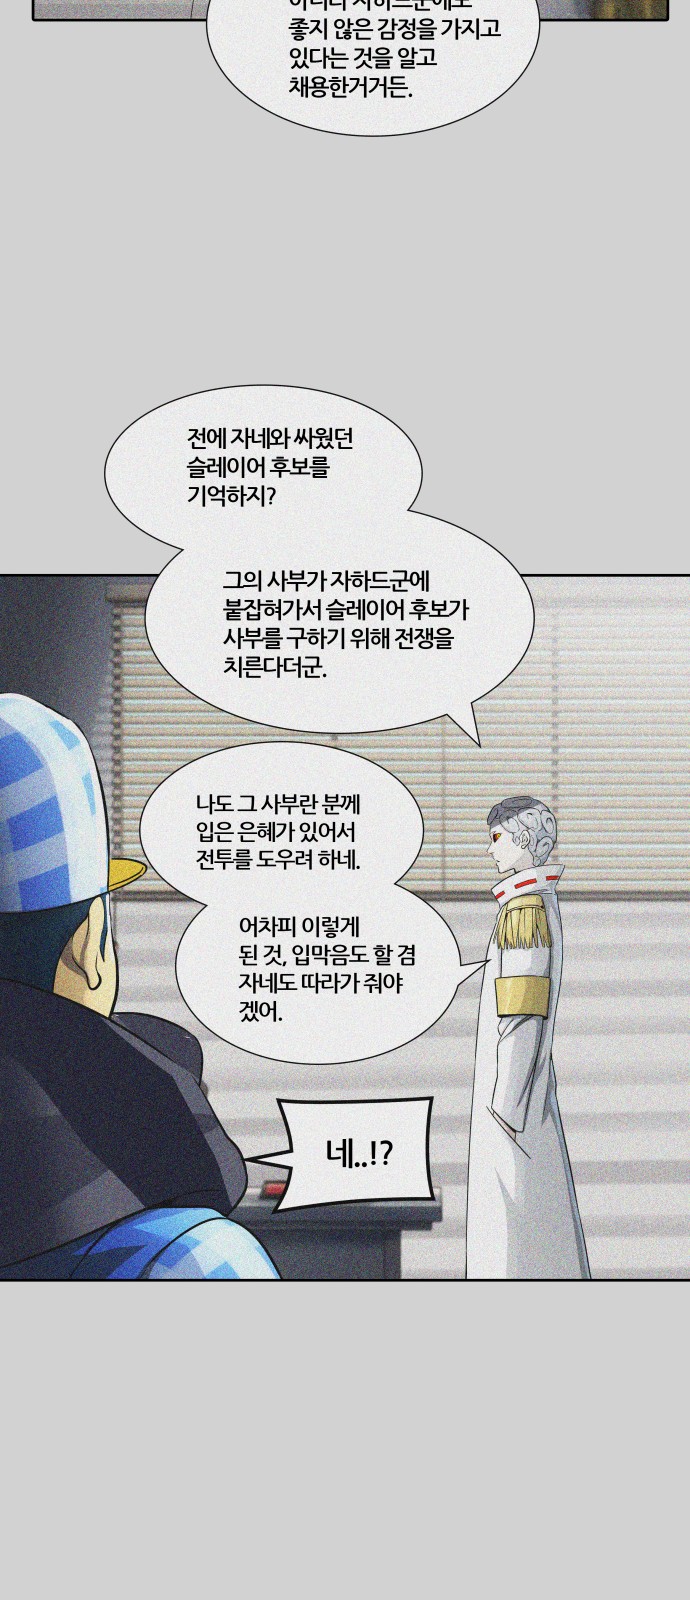 자하드군에도
좋지 않은 감정을 가지고
있다는 것을 알고
채용한거거든.
전에 자네와 싸웠던
슬레이어 후보를
기억하지?
그의 사부가 자하드군에
붙잡혀가서 슬레이어 후보가
사부를 구하기 위해 전쟁을
치른다더군.
나도 그 사부란 분께
입은 은혜가 있어서
전투를 도우려 하네.
어차피 이렇게
된 것, 입막음도 할 겸
자네도 따라가 줘야
겠어.
네..!?